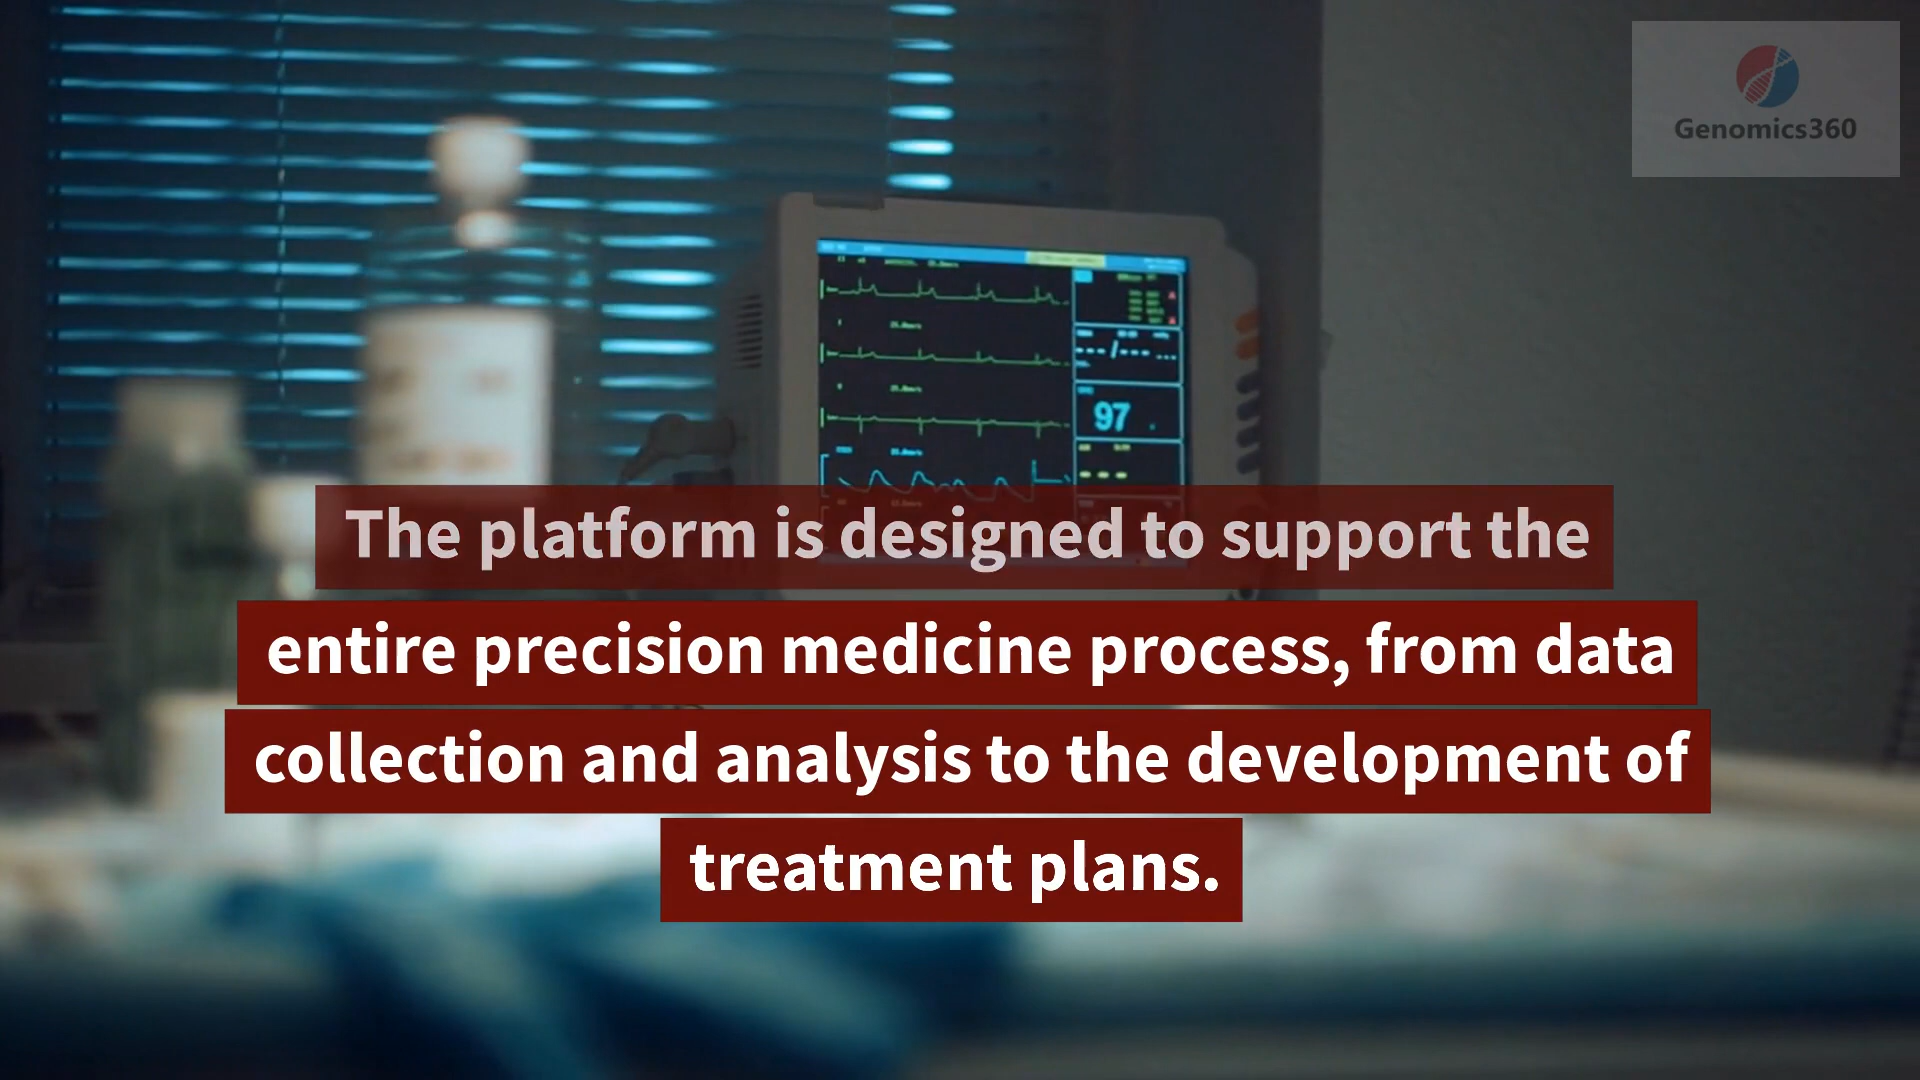 Genomics360
97
The platform is designed to support the
entire precision medicine process, from data
collection and analysis to the development of
treatment plans.